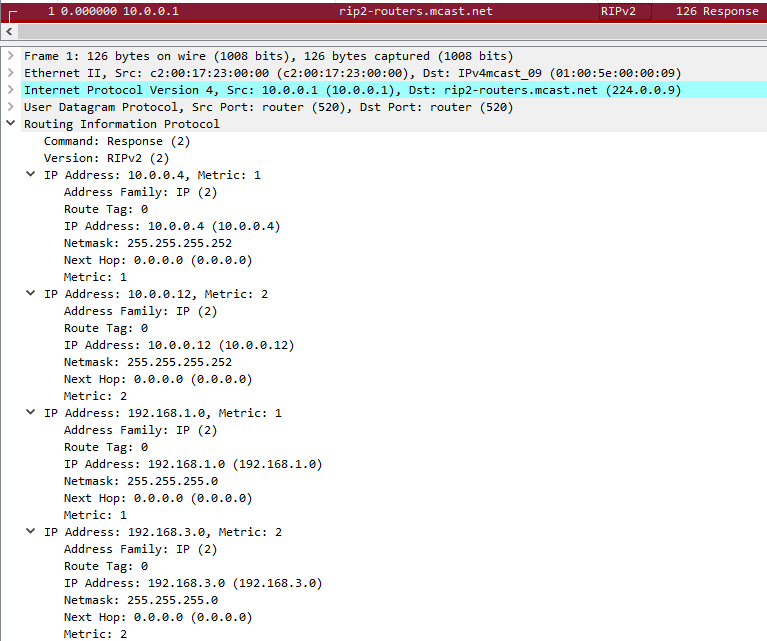 1 0.000000 10.0.0.1 rip2-routers.mcast.net RIPv2 126 Response
Frame 1: 126 bytes on wire (1008 bits), 126 bytes captured (1008 bits)
Ethernet II, Src: c2:00:17:23:00:00 (c2:00:17:23:00:00), Dst: IPv4mcast_09 (01:00:5e:00:00:09)
Internet Protocol Version 4, Src: 10.0.0.1 (10.0.0.1), Dst: rip2-routers.mcast.net (224.0.0.9)
User Datagram Protocol, Src Port: router (520), Dst Port: router (520)
Routing Information Protocol
Command: Response (2)
Version: RIPv2 (2)
IP Address: 10.0.0.4, Metric: 1
Address Family: IP (2)
Route Tag: 0
IP Address: 10.0.0.4 (10.0.0.4)
Netmask: 255.255.255.252
Next Hop: 0.0.0.0 (0.0.0.0)
Metric: 1
IP Address: 10.0.0.12, Metric: 2
Address Family: IP (2)
Route Tag: 0
IP Address: 10.0.0.12 (10.0.0.12)
Netmask: 255.255.255.252
Next Hop: 0.0.0.0 (0.0.0.0)
Metric: 2
IP Address: 192.168.1.0, Metric: 1
Address Family: IP (2)
Route Tag: 0
IP Address: 192.168.1.0 (192.168.1.0)
Netmask: 255.255.255.0
Next Hop: 0.0.0.0 (0.0.0.0)
Metric: 1
IP Address: 192.168.3.0, Metric: 2
Address Family: IP (2)
Route Tag: 0
IP Address: 192.168.3.0 (192.168.3.0)
Netmask: 255.255.255.0
Next Hop: 0.0.0.0 (0.0.0.0)
Metric: 2